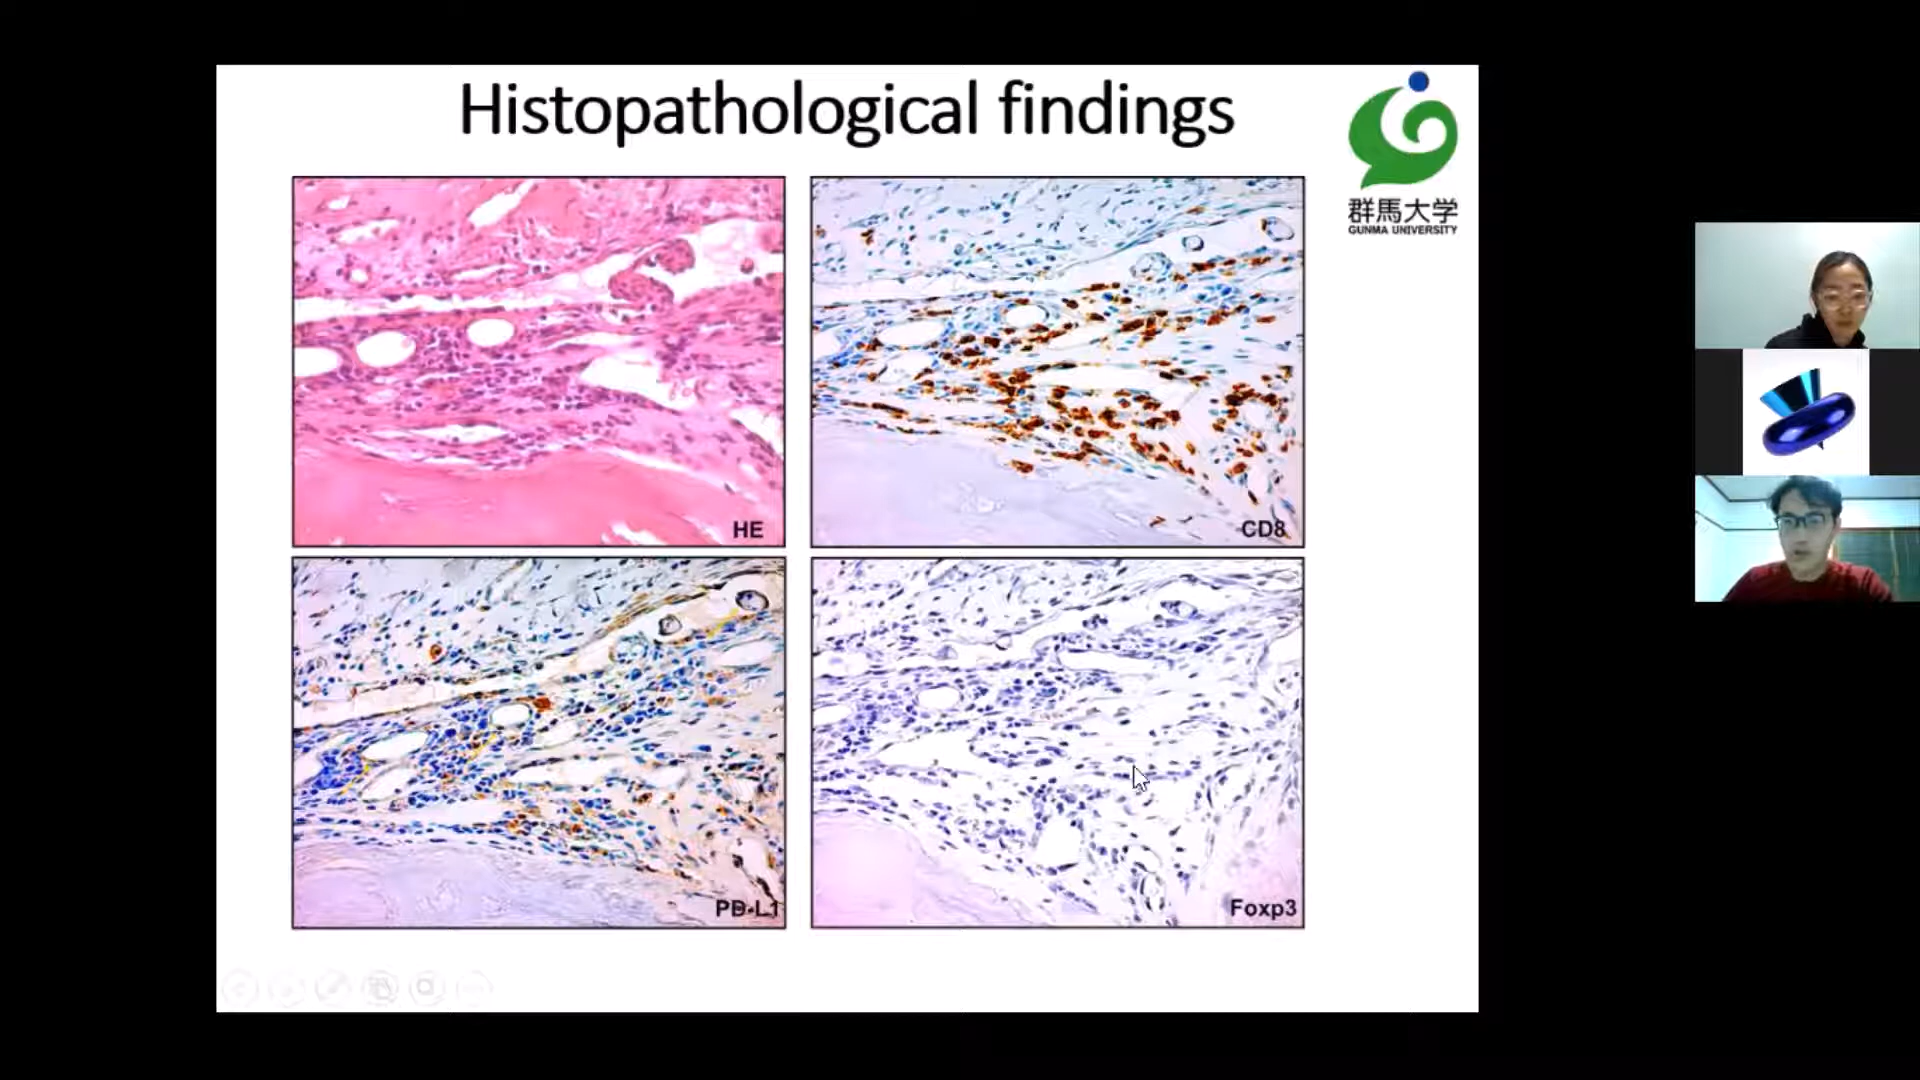 Histopathological findings
群馬大学
GUNMA UNIVERSITY
HE
CD8
PD-L1
Foxp3